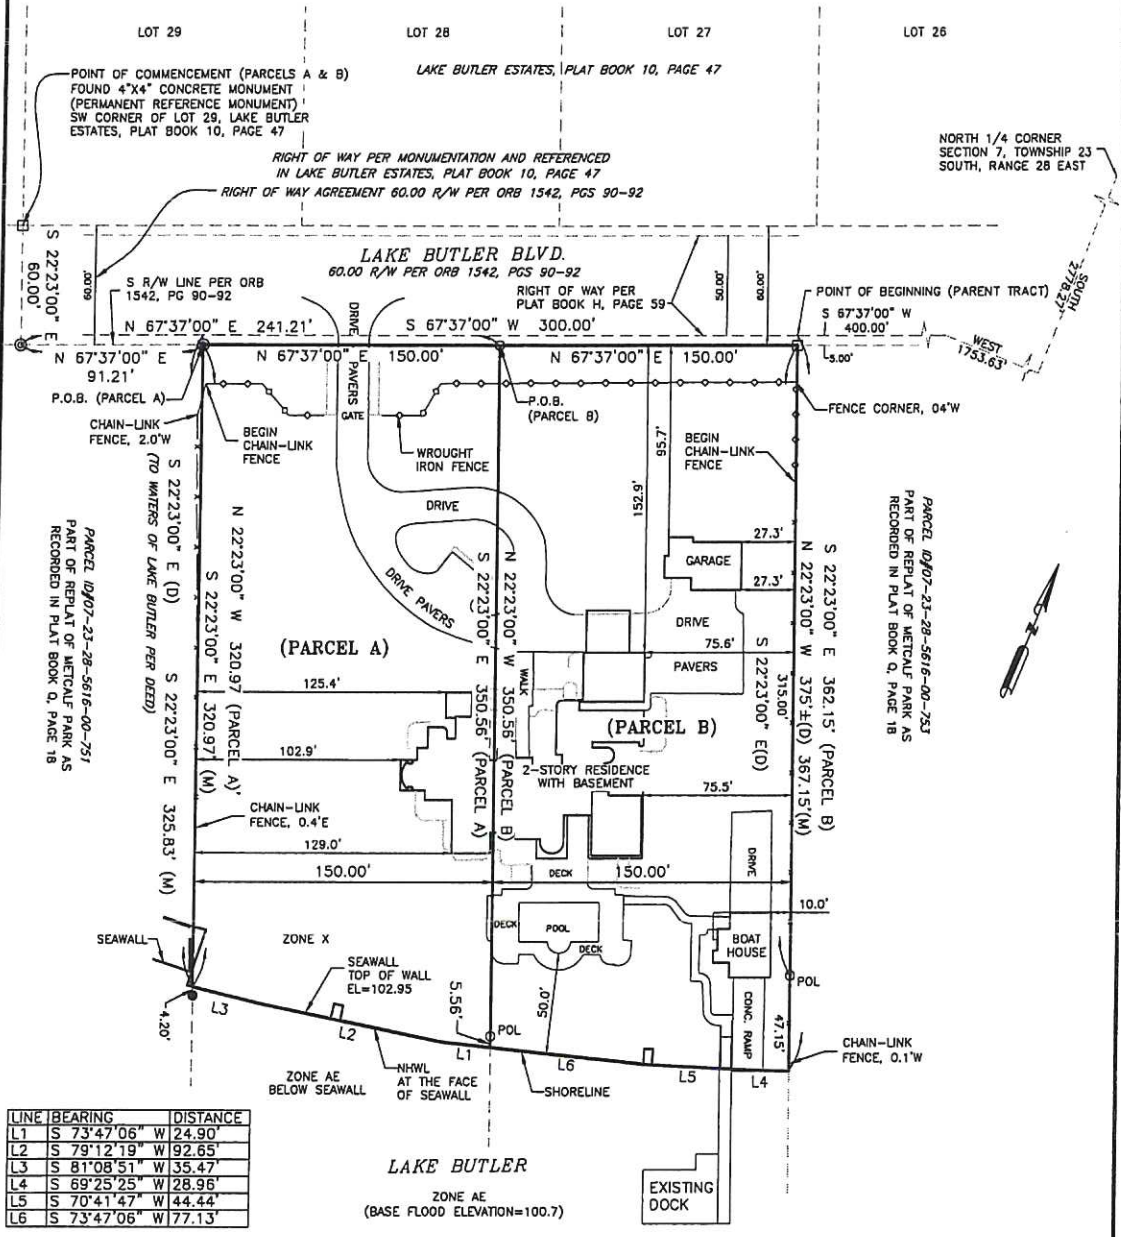 LOT 29
LOT 28
LOT 27
LOT 26
LAKE BUTLER ESTATES, PLAT BOOK 10, PAGE 47
POINT OF COMMENCEMENT (PARCELS A & B)
FOUND 4"X4" CONCRETE MONUMENT
(PERMANENT REFERENCE MONUMENT)
SW CORNER OF LOT 29, LAKE BUTLER
ESTATES, PLAT BOOK 10, PAGE 47
NORTH 1/4 CORNER
SECTION 7, TOWNSHIP 23
SOUTH, RANGE 28 EAST
RIGHT OF WAY PER MONUMENTATION AND REFERENCED
IN LAKE BUTLER ESTATES, PLAT BOOK 10, PAGE 47
RIGHT OF WAY AGREEMENT 60.00 R/W PER ORB 1542, PGS 90-92
LAKE BUTLER BLVD.
60.00 R/W PER ORB 1542, PGS 90-92
S 22°23'00" E
60.00'
60.00'
S R/W LINE PER ORB
1542, PG 90-92
RIGHT OF WAY PER
PLAT BOOK H, PAGE 59
50.00'
60.00'
POINT OF BEGINNING (PARENT TRACT)
S 67°37'00" W
400.00'
SOUTH
2778.27'
WEST
1753.63'
5.00'
N 67°37'00" E 241.21'
DRIVE
S 67°37'00" W 300.00'
N 67°37'00" E
91.21'
N 67°37'00" E 150.00'
N 67°37'00" E 150.00'
P.O.B. (PARCEL A)
PAVERS
GATE
P.O.B.
(PARCEL B)
FENCE CORNER, 04'W
CHAIN-LINK
FENCE, 2.0'W
BEGIN
CHAIN-LINK
FENCE
WROUGHT
IRON FENCE
BEGIN
CHAIN-LINK
FENCE
95.7'
152.9'
DRIVE
27.3'
GARAGE
27.3'
DRIVE PAVERS
PARCEL ID#07-23-28-5616-00-751
PART OF REPLAT OF METCALF PARK AS
RECORDED IN PLAT BOOK Q, PAGE 18
S 22°23'00" E (D)
(TO WATERS OF LAKE BUTLER PER DEED)
S 22°23'00" E 325.83' (M)
N 22°23'00" W 320.97 (PARCEL A)'
S 22°23'00" E 320.97' (M)
S 22°23'00" E 350.56' (PARCEL A)
N 22°23'00" W 350.56' (PARCEL B)
S 22°23'00" E(D)
315.00'
N 22°23'00" W 375'±(D) 367.15'(M)
S 22°23'00" E 362.15' (PARCEL B)
PARCEL ID#07-23-28-5616-00-753
PART OF REPLAT OF METCALF PARK AS
RECORDED IN PLAT BOOK Q, PAGE 18
N
DRIVE
75.6'
PAVERS
WALK
(PARCEL A)
125.4'
(PARCEL B)
102.9'
2-STORY RESIDENCE
WITH BASEMENT
75.5'
CHAIN-LINK
FENCE, 0.4'E
129.0'
150.00'
DECK
150.00'
DRIVE
10.0'
SEAWALL
ZONE X
DECK
POOL
DECK
BOAT
HOUSE
SEAWALL
TOP OF WALL
EL=102.95
5.56'
50.0'
POL
POL
CONC. RAMP
47.15'
4.20'
L3
L2
L1
L6
L5
L4
CHAIN-LINK
FENCE, 0.1'W
ZONE AE
BELOW SEAWALL
NHWL
AT THE FACE
OF SEAWALL
SHORELINE
LINE BEARING DISTANCE
L1 S 73°47'06" W 24.90'
L2 S 79°12'19" W 92.65'
L3 S 81°08'51" W 35.47'
L4 S 69°25'25" W 28.96'
L5 S 70°41'47" W 44.44'
L6 S 73°47'06" W 77.13'
LAKE BUTLER
ZONE AE
(BASE FLOOD ELEVATION=100.7)
EXISTING
DOCK